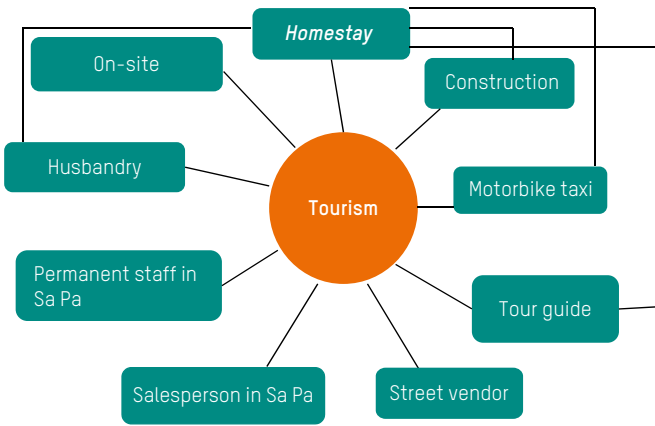 Homestay
On-site
Construction
Husbandry
Motorbike taxi
Tourism
Permanent staff in
Sa Pa
Tour guide
Salesperson in Sa Pa
Street vendor